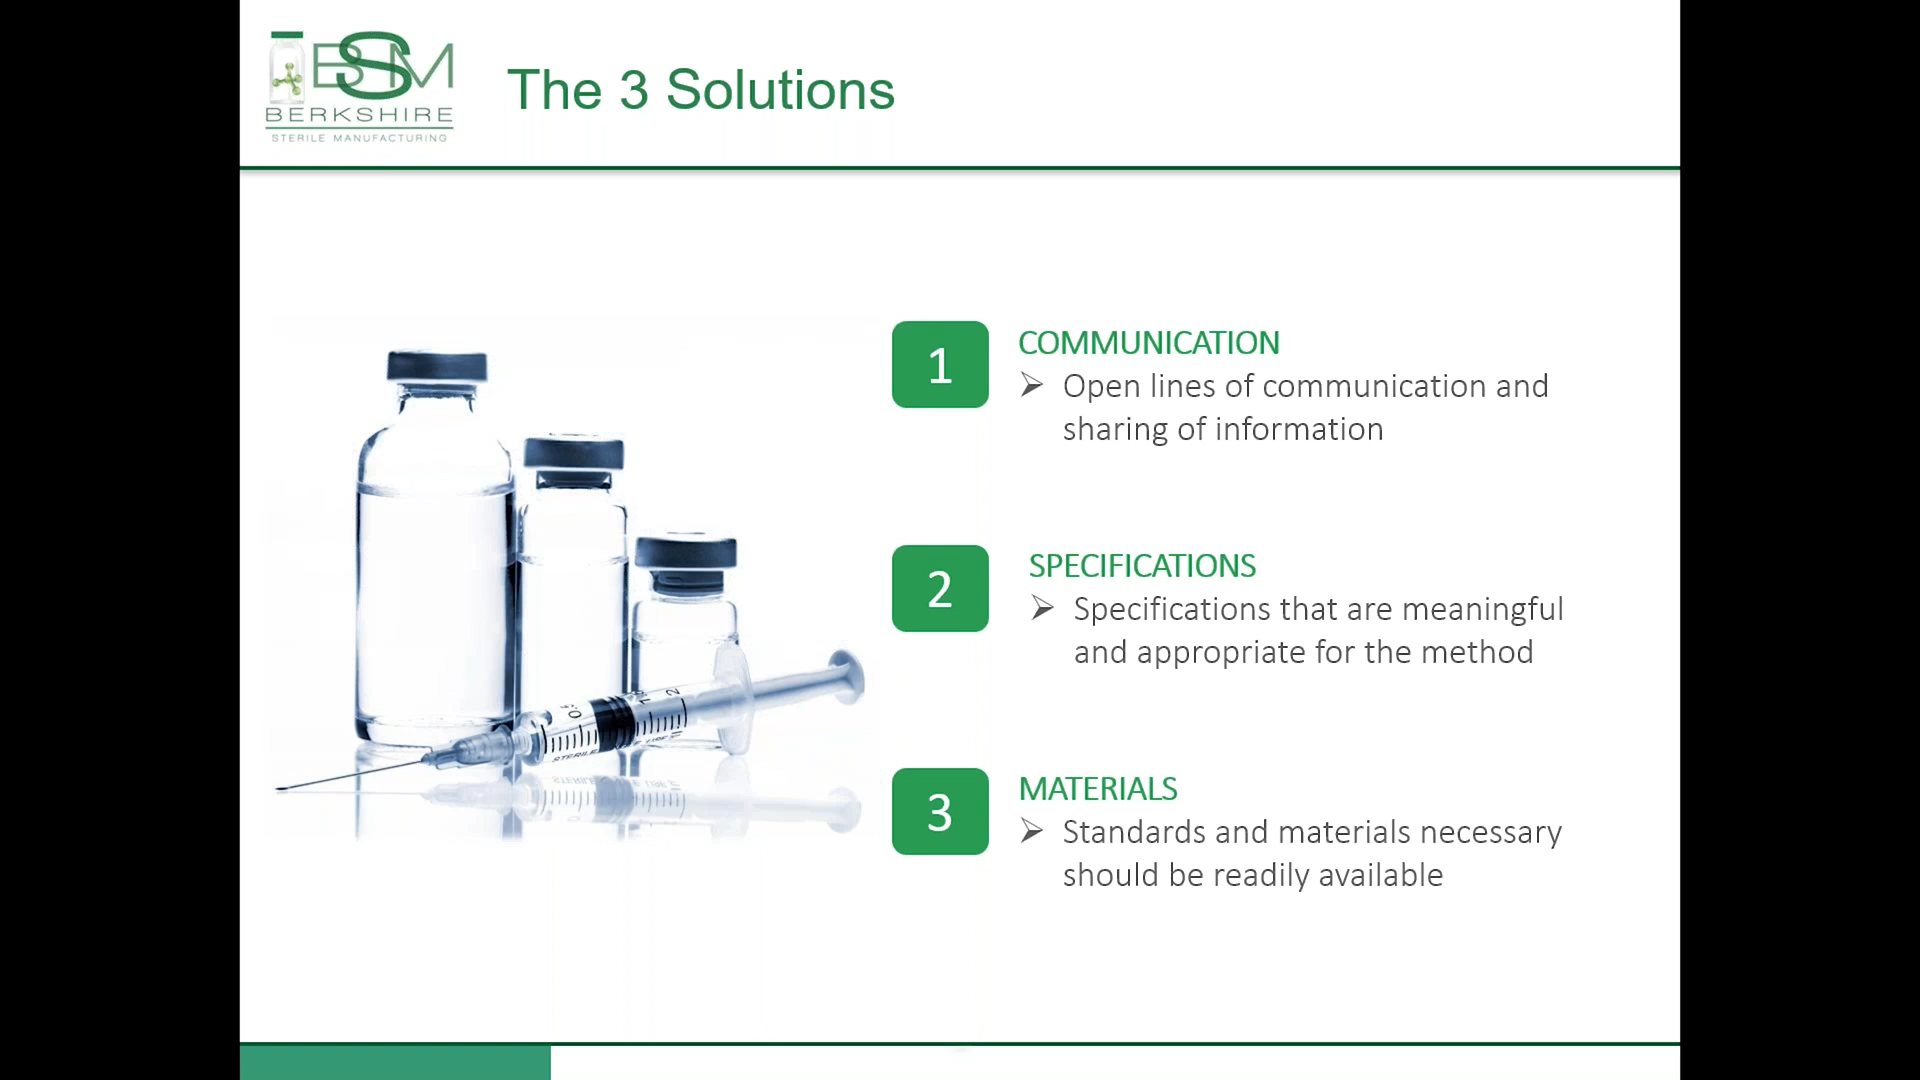 BSM
BERKSHIRE
STERILE MANUFACTURING
The 3 Solutions
1
COMMUNICATION
Open lines of communication and
sharing of information
2
SPECIFICATIONS
Specifications that are meaningful
and appropriate for the method
3
MATERIALS
Standards and materials necessary
should be readily available